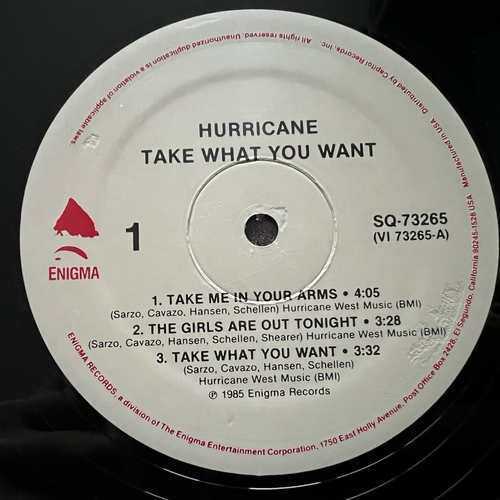 HURRICANE
TAKE WHAT YOU WANT
ENIGMA
1
SQ-73265
(VI 73265-A)
1. TAKE ME IN YOUR ARMS • 4:05
(Sarzo, Cavazo, Hansen, Schellen) Hurricane West Music (BMI)
2. THE GIRLS ARE OUT TONIGHT • 3:28
(Sarzo, Cavazo, Hansen, Schellen, Shearer) Hurricane West Music (BMI)
3. TAKE WHAT YOU WANT • 3:32
(Sarzo, Cavazo, Hansen, Schellen)
Hurricane West Music (BMI)
℗ 1985 Enigma Records
ENIGMA RECORDS, a division of The Enigma Entertainment Corporation, 1750 East Holly Avenue, Post Office Box 2428, El Segundo, California 90245-1528 USA
Manufactured in USA. Distributed by Capitol Records, Inc. All rights reserved. Unauthorized duplication is a violation of applicable laws.